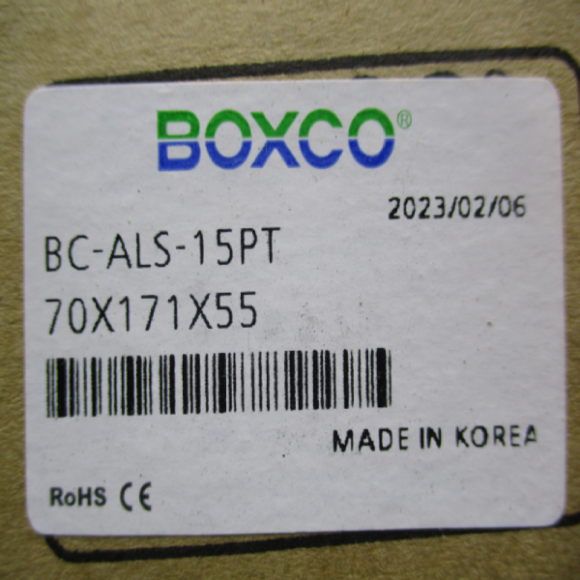 BOXCO®
2023/02/06
BC-ALS-15PT
70X171X55
MADE IN KOREA
RoHS CE